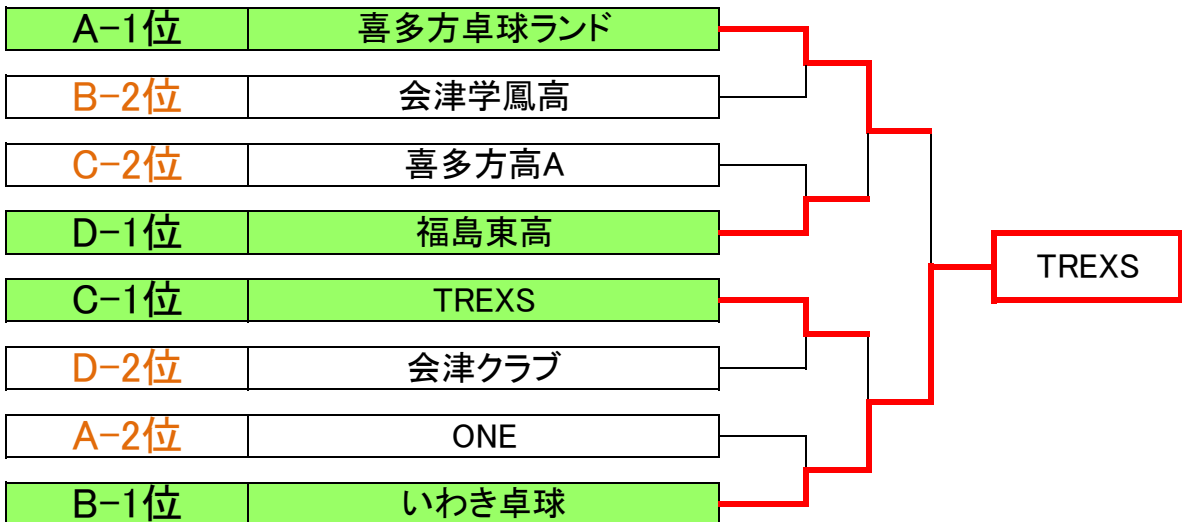 A-1位 喜多方卓球ランド
B-2位 会津学鳳高
C-2位 喜多方高A
D-1位 福島東高
TREXS
C-1位 TREXS
D-2位 会津クラブ
A-2位 ONE
B-1位 いわき卓球